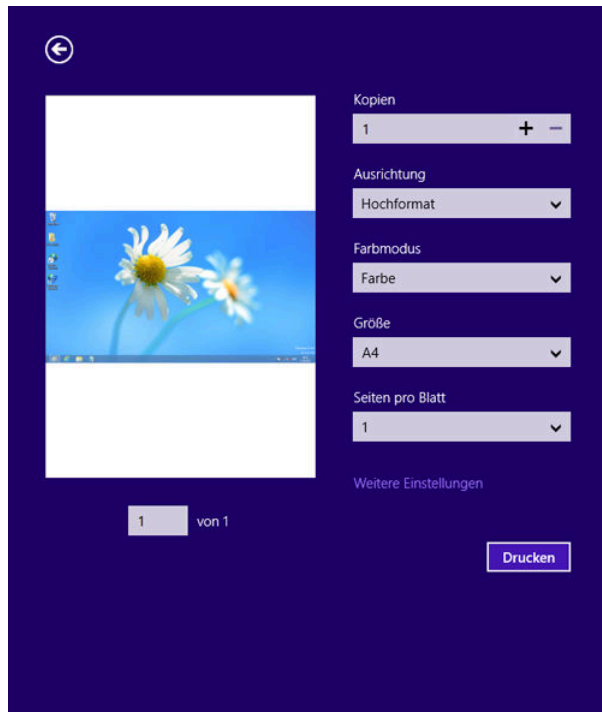 Kopien
1
Ausrichtung
Hochformat
Farbmodus
Farbe
Größe
A4
Seiten pro Blatt
1
Weitere Einstellungen
1 von 1
Drucken